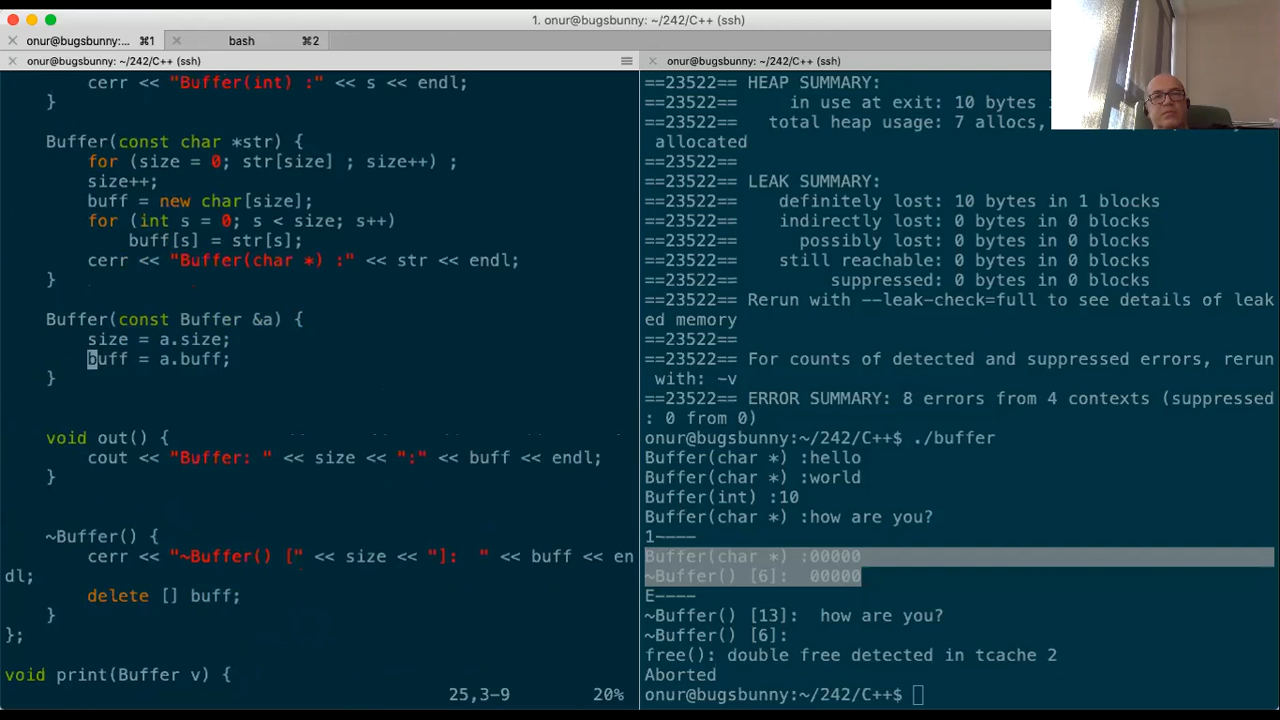 1. onur@bugsbunny: ~/242/C++ (ssh)
onur@bugsbunny:... ⌘1
bash ⌘2
onur@bugsbunny: ~/242/C++ (ssh)
cerr << "Buffer(int) :" << s << endl;
}
Buffer(const char *str) {
for (size = 0; str[size] ; size++) ;
size++;
buff = new char[size];
for (int s = 0; s < size; s++)
buff[s] = str[s];
cerr << "Buffer(char *) :" << str << endl;
}
Buffer(const Buffer &a) {
size = a.size;
buff = a.buff;
}
void out() {
cout << "Buffer: " << size << ":" << buff << endl;
}
~Buffer() {
cerr << "~Buffer() [" << size << "]:  " << buff << en
dl;
delete [] buff;
}
};
void print(Buffer v) {
25,3-9 20%
onur@bugsbunny: ~/242/C++ (ssh)
==23522== HEAP SUMMARY:
==23522== in use at exit: 10 bytes
==23522== total heap usage: 7 allocs,
allocated
==23522==
==23522== LEAK SUMMARY:
==23522== definitely lost: 10 bytes in 1 blocks
==23522== indirectly lost: 0 bytes in 0 blocks
==23522== possibly lost: 0 bytes in 0 blocks
==23522== still reachable: 0 bytes in 0 blocks
==23522== suppressed: 0 bytes in 0 blocks
==23522== Rerun with --leak-check=full to see details of leak
ed memory
==23522==
==23522== For counts of detected and suppressed errors, rerun
with: -v
==23522== ERROR SUMMARY: 8 errors from 4 contexts (suppressed
: 0 from 0)
onur@bugsbunny:~/242/C++$ ./buffer
Buffer(char *) :hello
Buffer(char *) :world
Buffer(int) :10
Buffer(char *) :how are you?
1-----
Buffer(char *) :00000
~Buffer() [6]:  00000
E-----
~Buffer() [13]:  how are you?
~Buffer() [6]:
free(): double free detected in tcache 2
Aborted
onur@bugsbunny:~/242/C++$